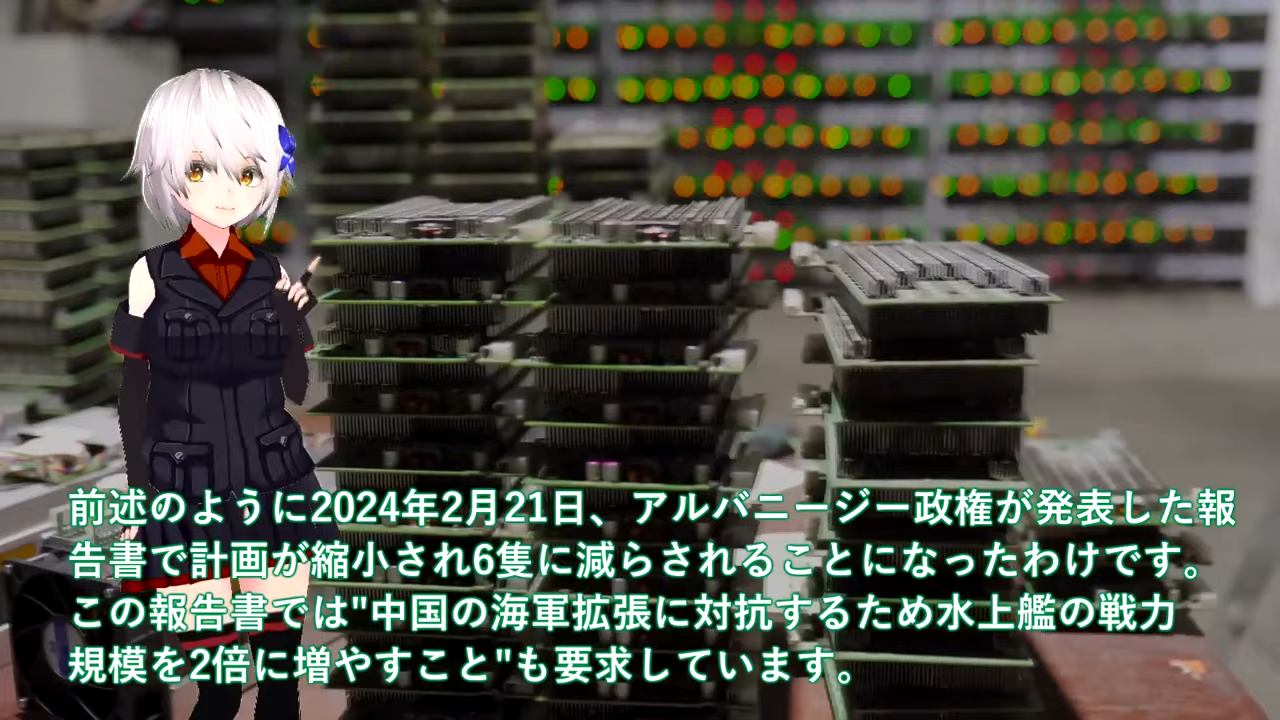 前述のように2024年2月21日、アルバニージー政権が発表した報
告書で計画が縮小され6隻に減らされることになったわけです。
この報告書では"中国の海軍拡張に対抗するため水上艦の戦力
規模を2倍に増やすこと"も要求しています。